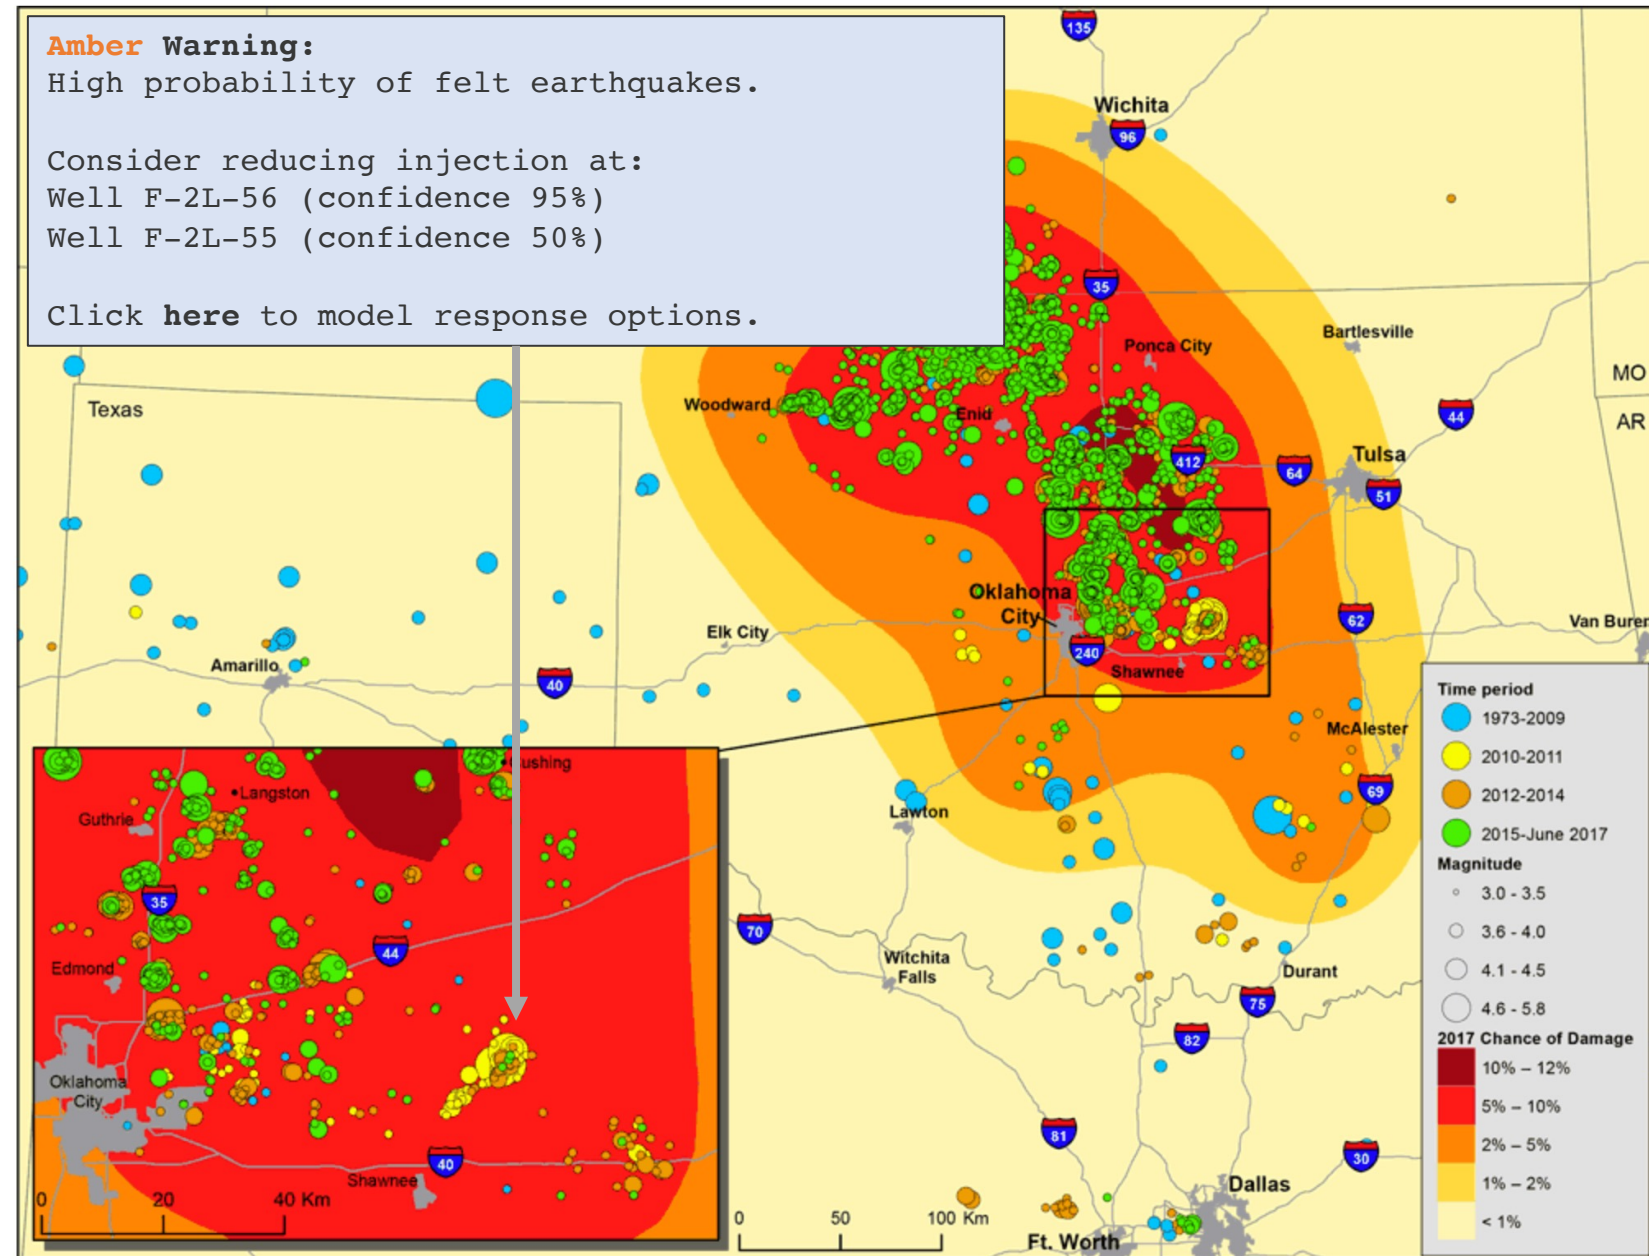 Amber Warning:
High probability of felt earthquakes.
Consider reducing injection at:
Well F-2L-56 (confidence 95%)
Well F-2L-55 (confidence 50%)
Click here to model response options.
135
Wichita
96
35
Ponca City
Bartlesville
MO
AR
Texas
Woodward
Enid
44
412
64
Tulsa
51
Oklahoma
City
62
Elk City
240
Van Buren
Amarillo
40
Shawnee
McAlester
69
Lawton
70
Witchita
Falls
Durant
75
82
81
30
Dallas
Ft. Worth
0 50 100 Km
Cushing
Langston
Guthrie
35
44
Edmond
Oklahoma
City
40
Shawnee
0 20 40 Km
Time period
1973-2009
2010-2011
2012-2014
2015-June 2017
Magnitude
3.0 - 3.5
3.6 - 4.0
4.1 - 4.5
4.6 - 5.8
2017 Chance of Damage
10% – 12%
5% – 10%
2% – 5%
1% – 2%
< 1%